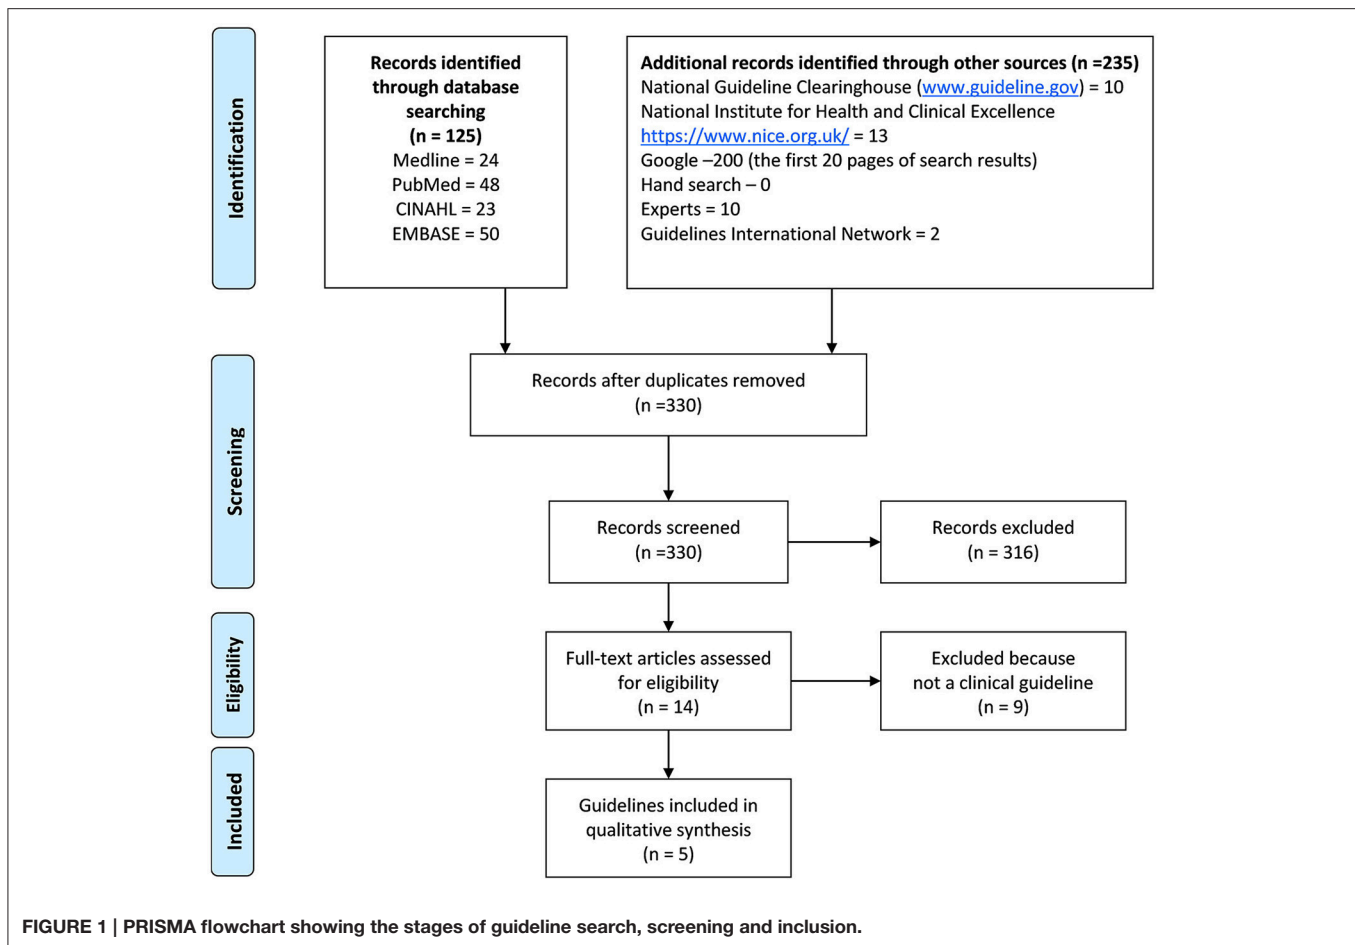 Identification
Records identified
through database
searching
(n = 125)
Medline = 24
PubMed = 48
CINAHL = 23
EMBASE = 50
Additional records identified through other sources (n =235)
National Guideline Clearinghouse (www.guideline.gov) = 10
National Institute for Health and Clinical Excellence
https://www.nice.org.uk/ = 13
Google –200 (the first 20 pages of search results)
Hand search – 0
Experts = 10
Guidelines International Network = 2
Screening
Records after duplicates removed
(n =330)
Records screened
(n =330)
Records excluded
(n = 316)
Eligibility
Full-text articles assessed
for eligibility
(n = 14)
Excluded because
not a clinical guideline
(n = 9)
Included
Guidelines included in
qualitative synthesis
(n = 5)
FIGURE 1 | PRISMA flowchart showing the stages of guideline search, screening and inclusion.